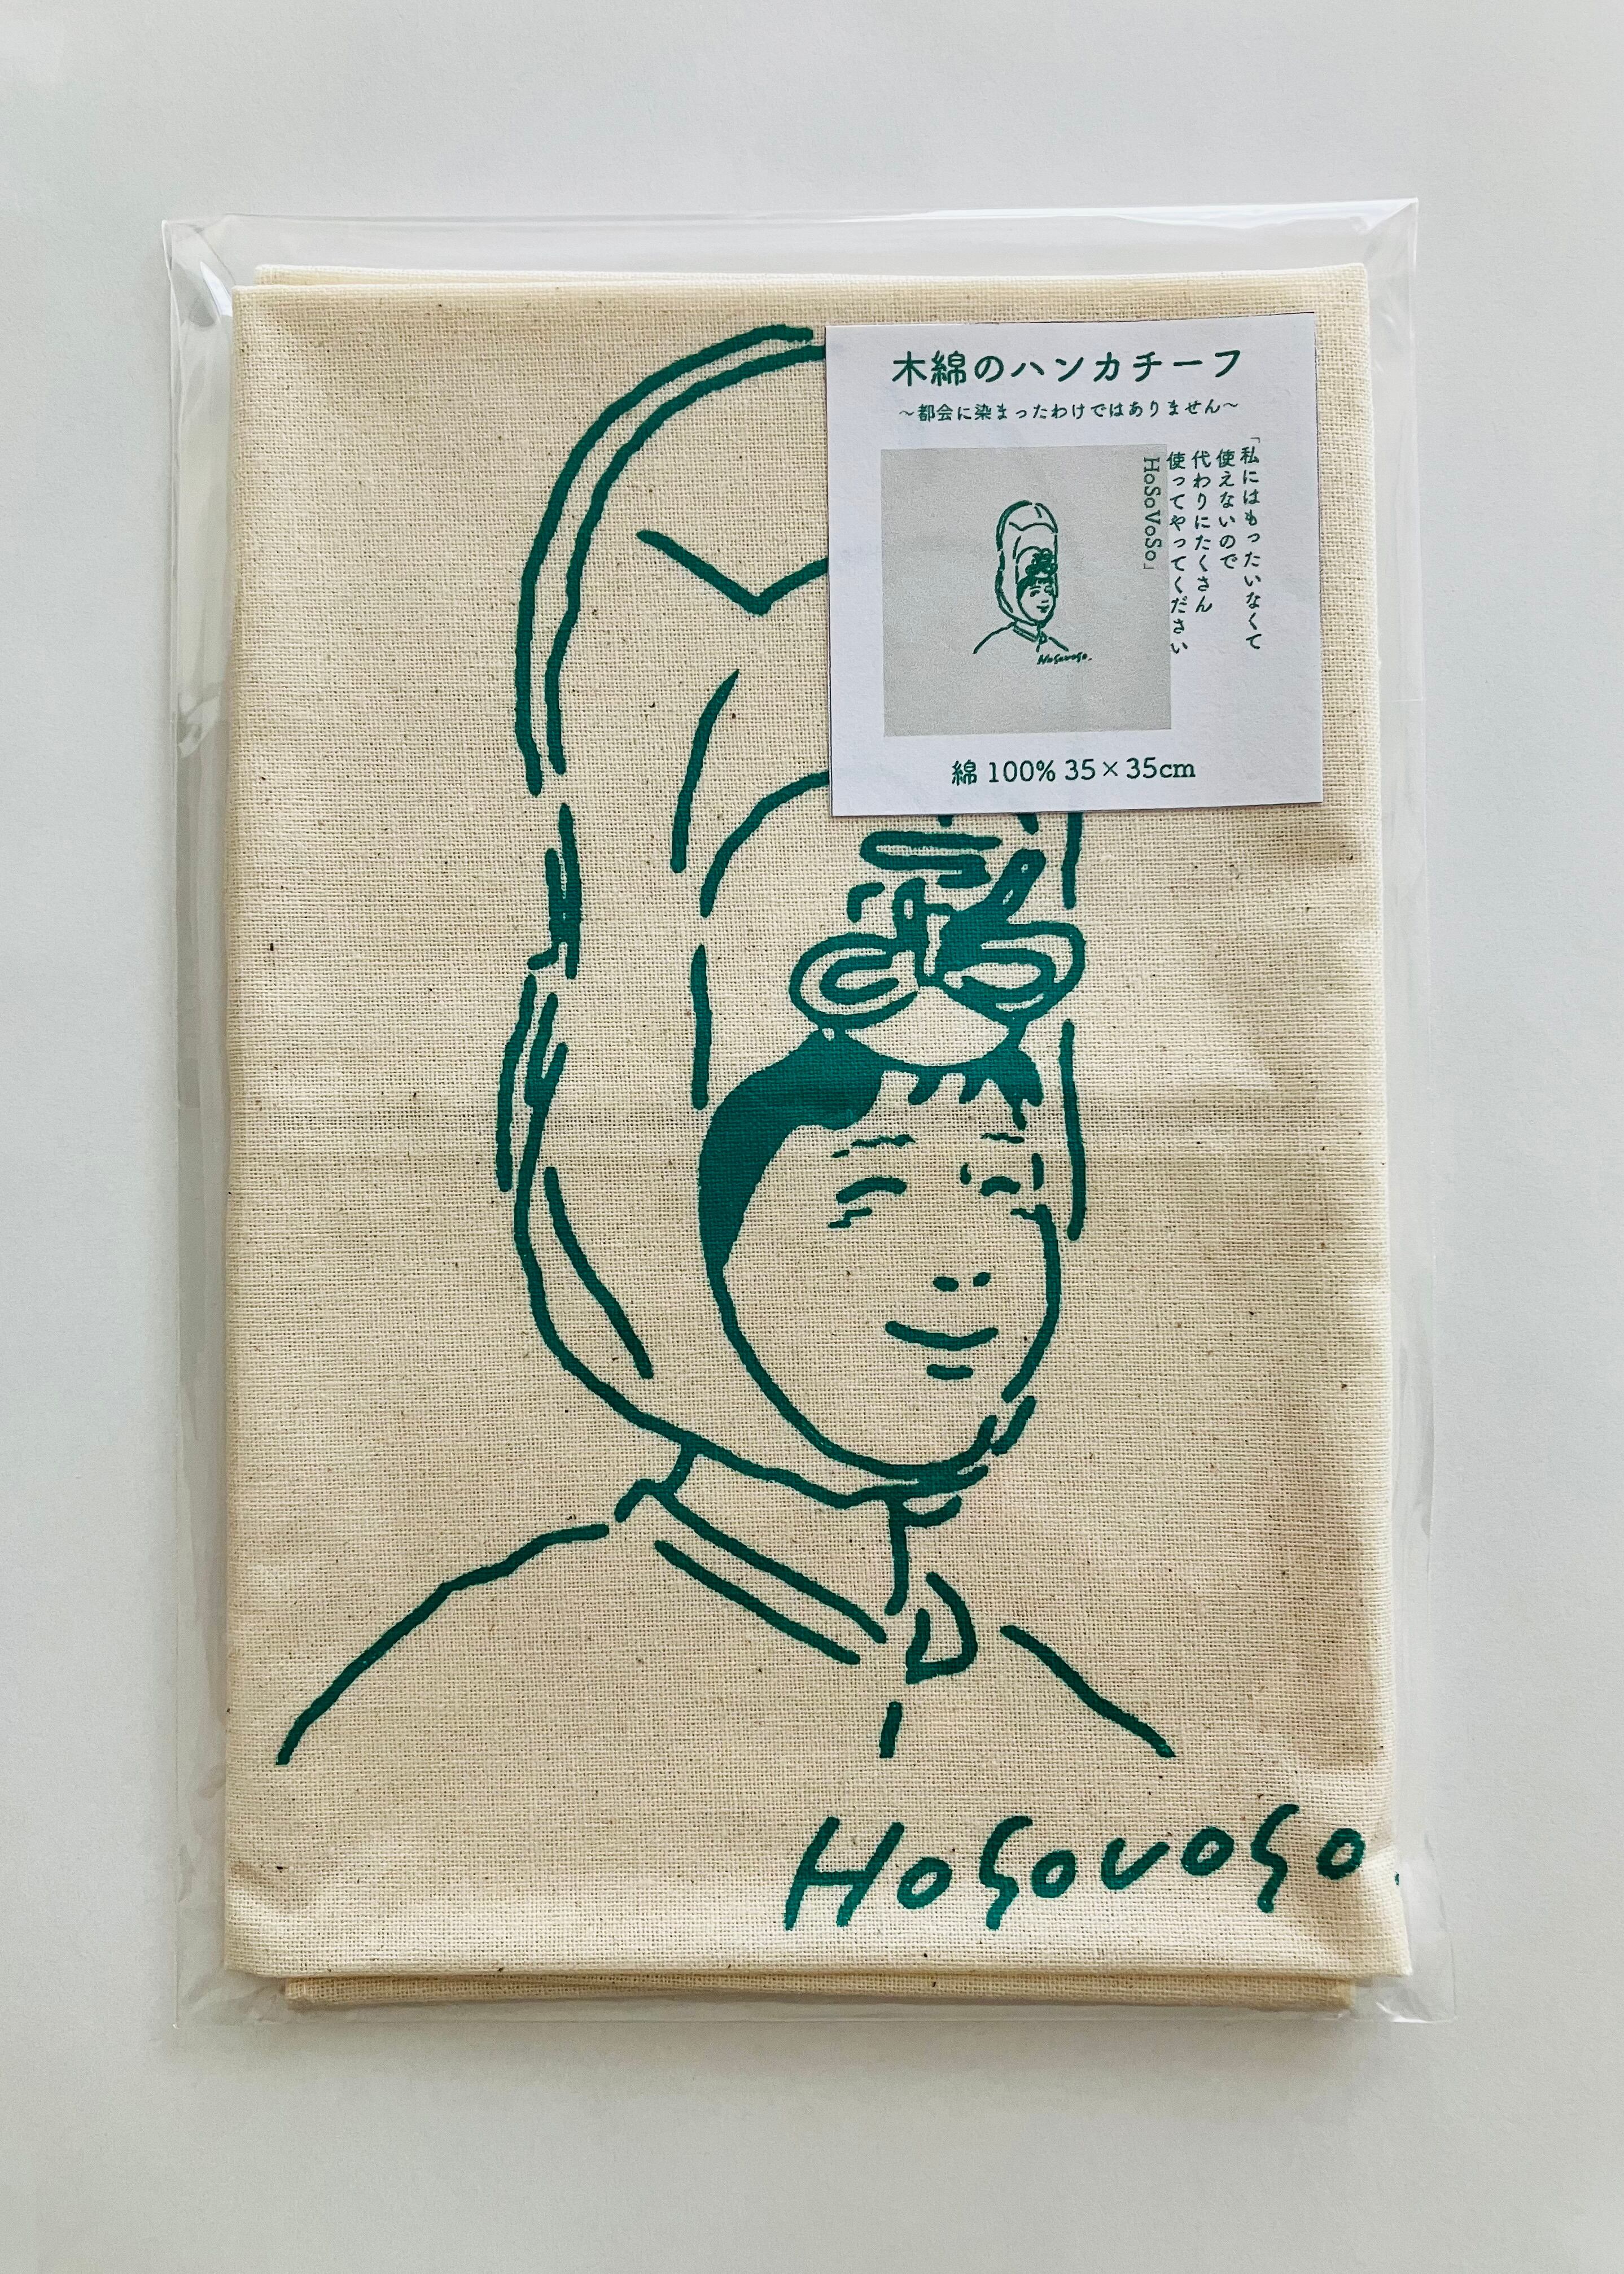 木綿のハンカチーフ
～都会に染まったわけではありません～
「私にはもったいなくて
使えないので
代わりにたくさん
使ってやってください
HoSoVoSo」
Hosovoso.
綿 100% 35×35cm
Hosovoso.